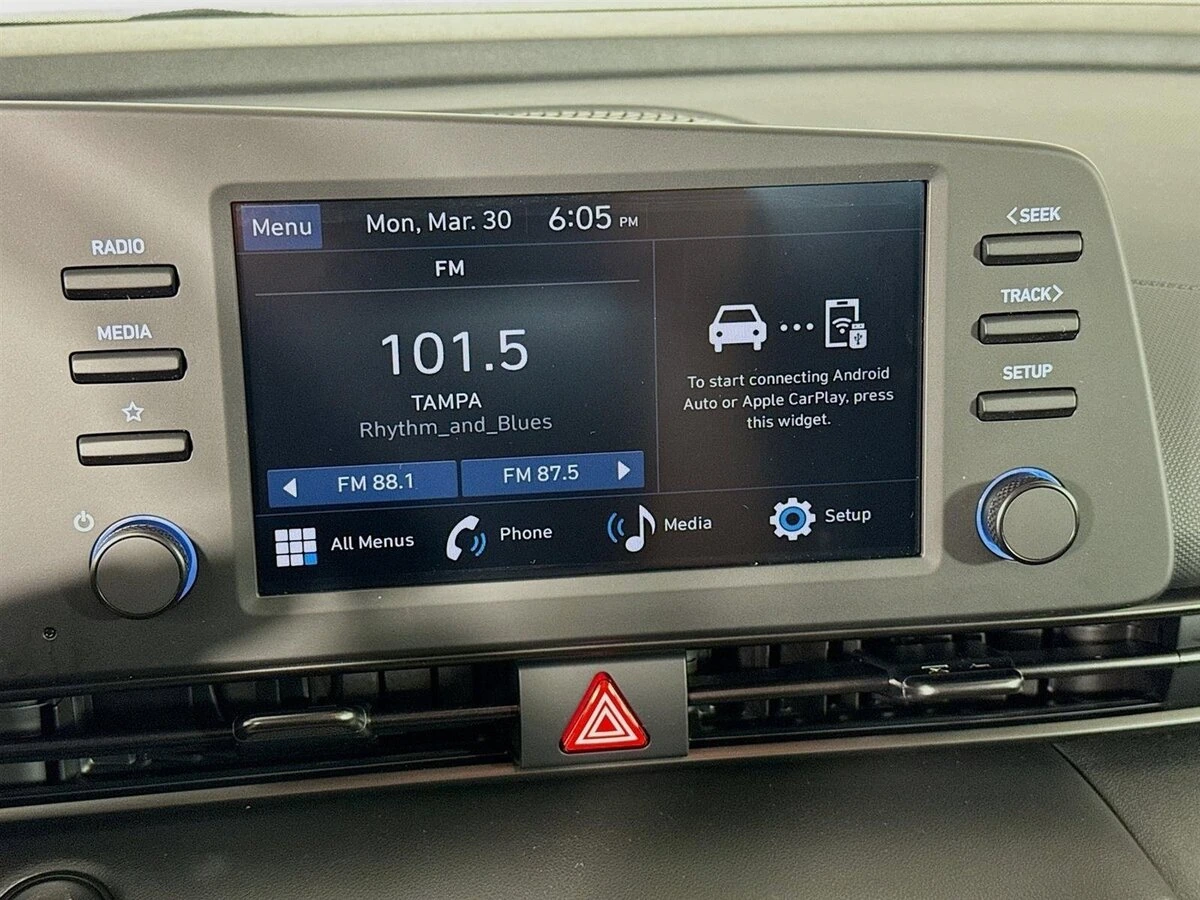 Menu Mon, Mar. 30 6:05 PM
FM
101.5
TAMPA
Rhythm_and_Blues
FM 88.1 FM 87.5
To start connecting Android
Auto or Apple CarPlay, press
this widget.
All Menus Phone Media Setup
RADIO
MEDIA
<SEEK
TRACK>
SETUP